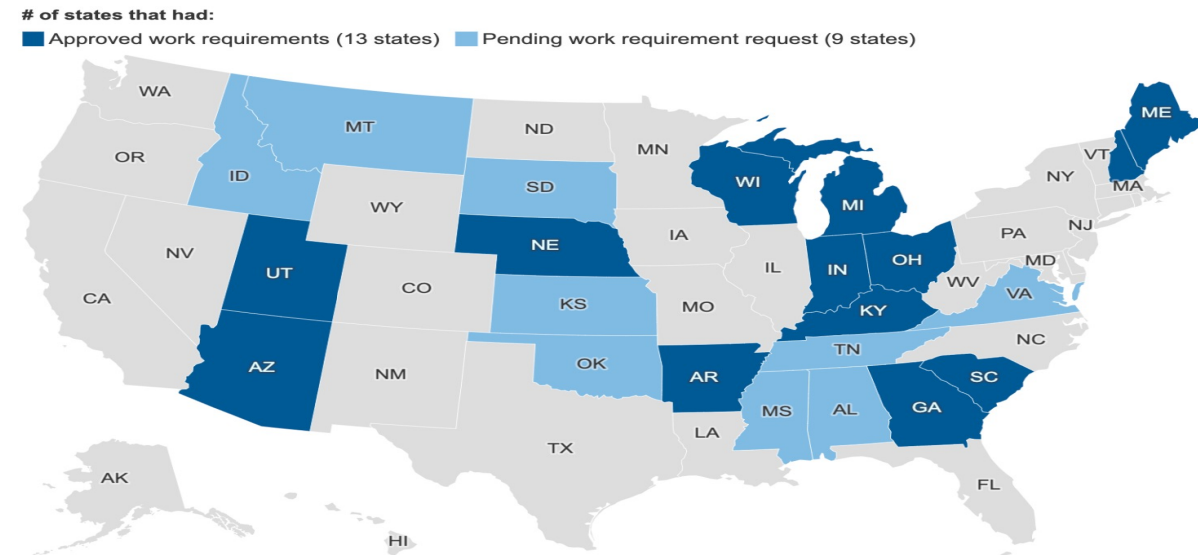 # of states that had:
Approved work requirements (13 states) Pending work requirement request (9 states)
WA
ME
MT
ND
VT
OR
MN
MA
ID
SD
WI
NY
WY
MI
NJ
IA
PA
NE
NV
OH
MD
UT
IL
IN
WV
CO
VA
CA
KS
MO
KY
NC
TN
OK
AZ
NM
AR
SC
MS
AL
GA
LA
TX
AK
FL
HI